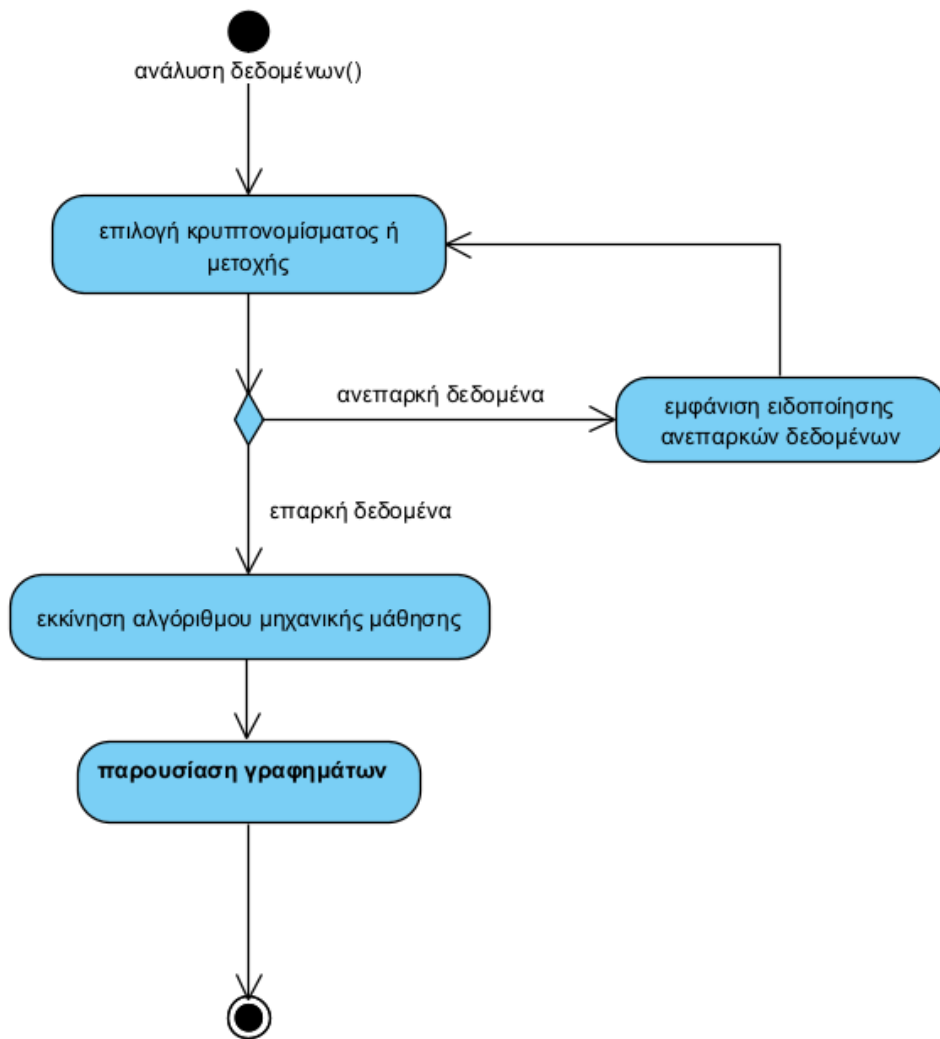 ανάλυση δεδομένων()
επιλογή κρυπτονομίσματος ή
μετοχής
ανεπαρκή δεδομένα
εμφάνιση ειδοποίησης
ανεπαρκών δεδομένων
επαρκή δεδομένα
εκκίνηση αλγόριθμου μηχανικής μάθησης
παρουσίαση γραφημάτων